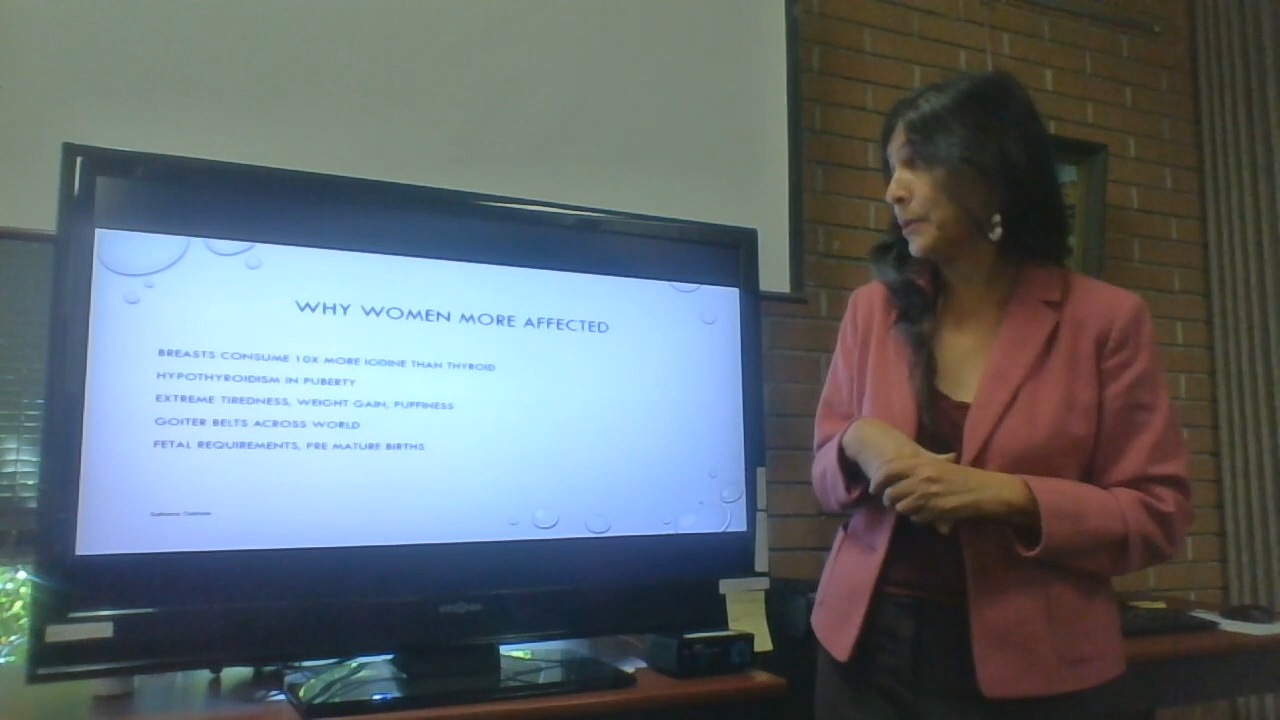 WHY WOMEN MORE AFFECTED
BREASTS CONSUME 10X MORE IODINE THAN THYROID
HYPOTHYROIDISM IN PUBERTY
EXTREME TIREDNESS, WEIGHT GAIN, PUFFINESS
GOITER BELTS ACROSS WORLD
FETAL REQUIREMENTS, PRE MATURE BIRTHS